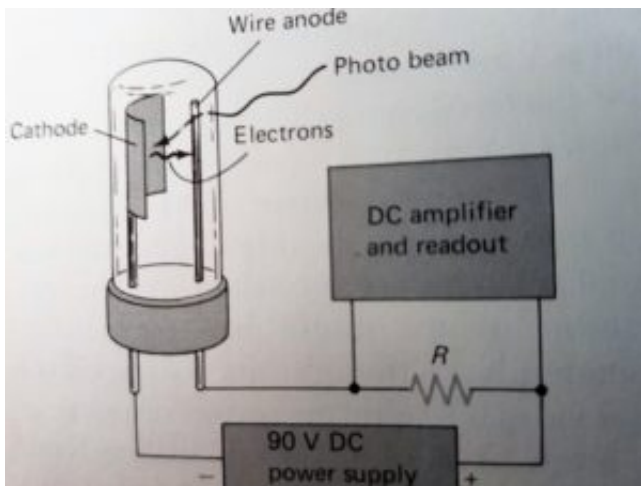 Wire anode
Photo beam
Cathode
Electrons
DC amplifier
and readout
R
90 V DC
power supply
−
+